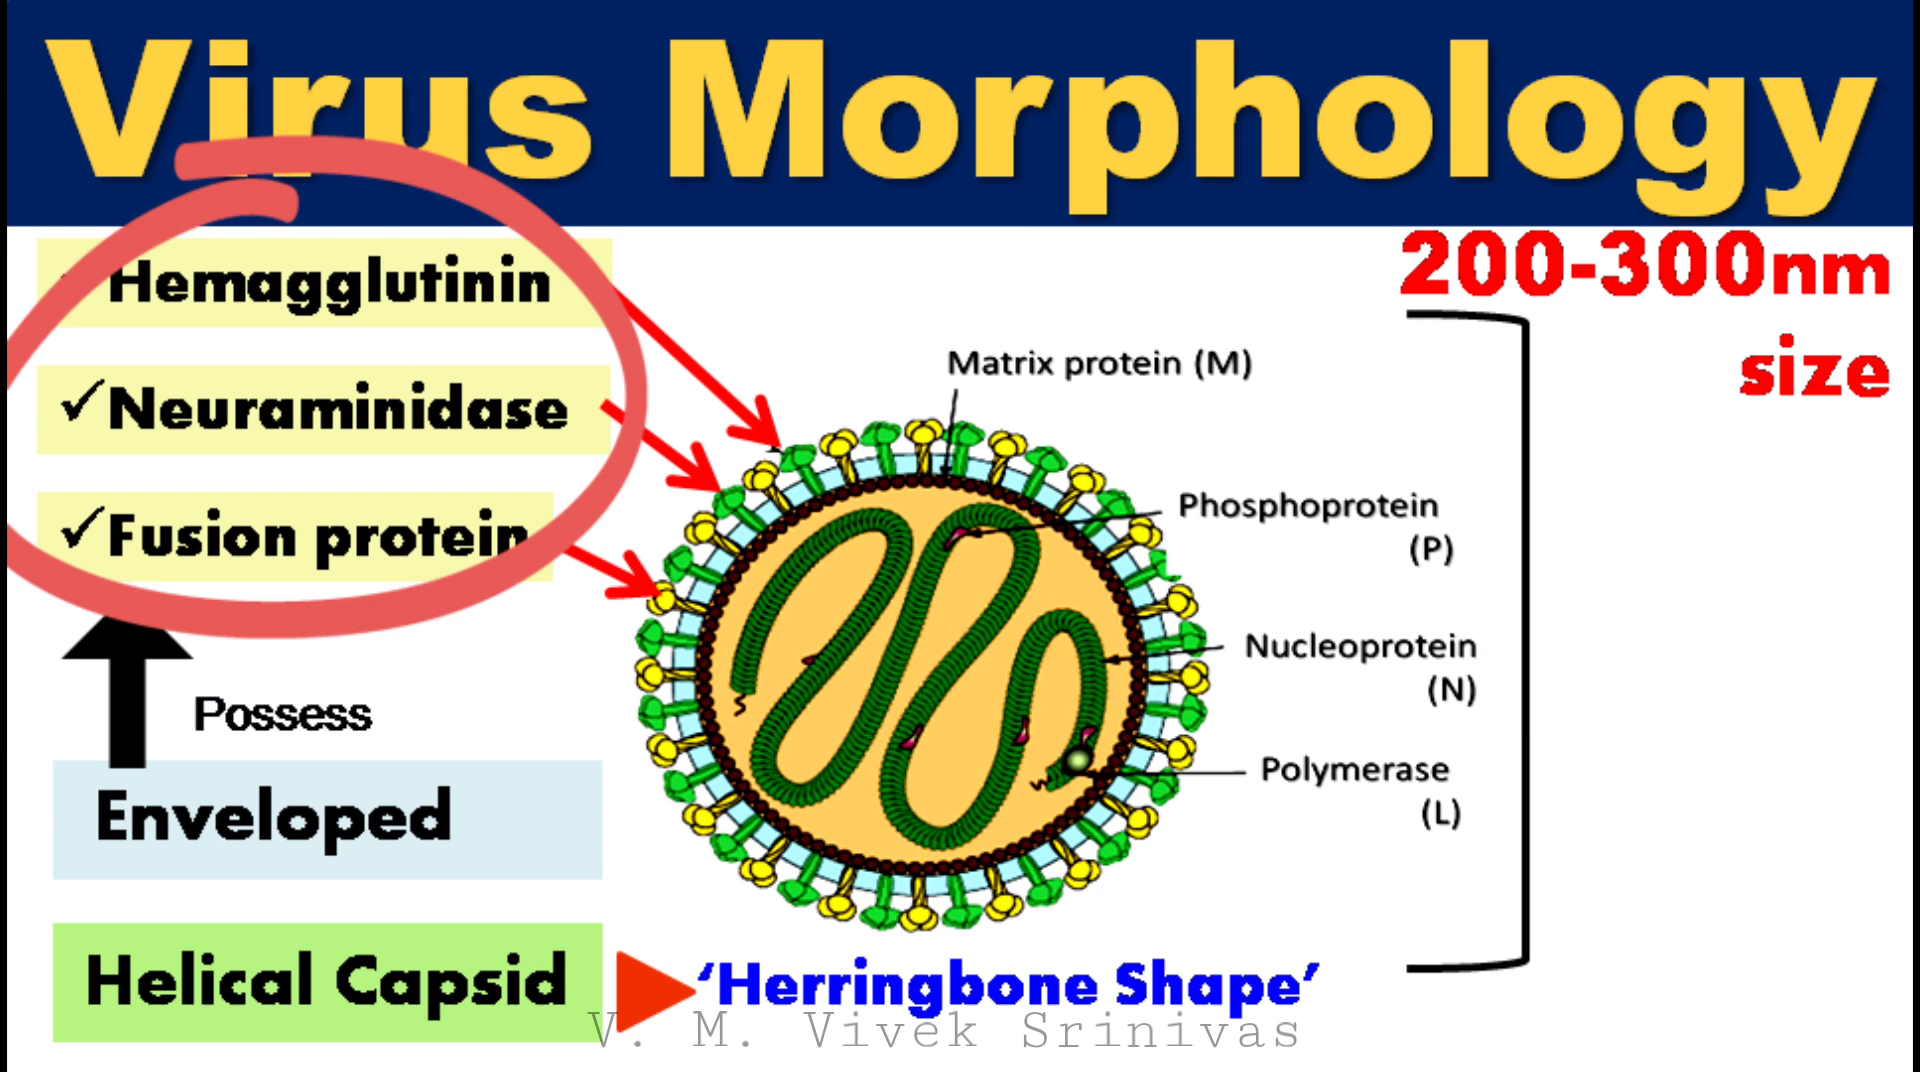 Virus Morphology
Hemagglutinin
✓Neuraminidase
✓Fusion protein
Possess
Enveloped
Helical Capsid
200-300nm
size
Matrix protein (M)
Phosphoprotein
(P)
Nucleoprotein
(N)
Polymerase
(L)
‘Herringbone Shape’
V. M. Vivek Srinivas